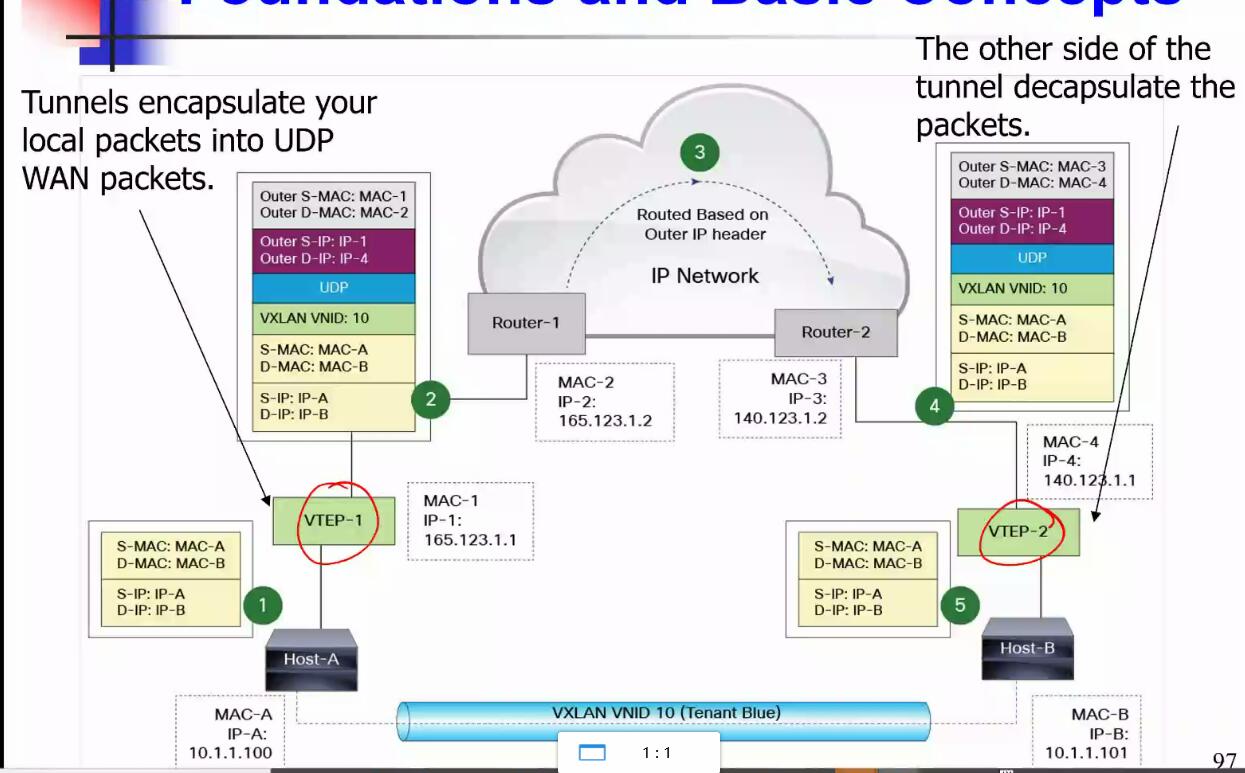 Foundations and Basic Concepts
Tunnels encapsulate your
local packets into UDP
WAN packets.
The other side of the
tunnel decapsulate the
packets.
Outer S-MAC: MAC-1
Outer D-MAC: MAC-2
Outer S-IP: IP-1
Outer D-IP: IP-4
UDP
VXLAN VNID: 10
S-MAC: MAC-A
D-MAC: MAC-B
S-IP: IP-A
D-IP: IP-B
2
3
Routed Based on
Outer IP header
IP Network
Router-1
Router-2
MAC-2
IP-2:
165.123.1.2
MAC-3
IP-3:
140.123.1.2
Outer S-MAC: MAC-3
Outer D-MAC: MAC-4
Outer S-IP: IP-1
Outer D-IP: IP-4
UDP
VXLAN VNID: 10
S-MAC: MAC-A
D-MAC: MAC-B
S-IP: IP-A
D-IP: IP-B
4
MAC-4
IP-4:
140.123.1.1
VTEP-1
MAC-1
IP-1:
165.123.1.1
VTEP-2
S-MAC: MAC-A
D-MAC: MAC-B
S-IP: IP-A
D-IP: IP-B
1
S-MAC: MAC-A
D-MAC: MAC-B
S-IP: IP-A
D-IP: IP-B
5
Host-A
Host-B
MAC-A
IP-A:
10.1.1.100
VXLAN VNID 10 (Tenant Blue)
MAC-B
IP-B:
10.1.1.101
1:1
97